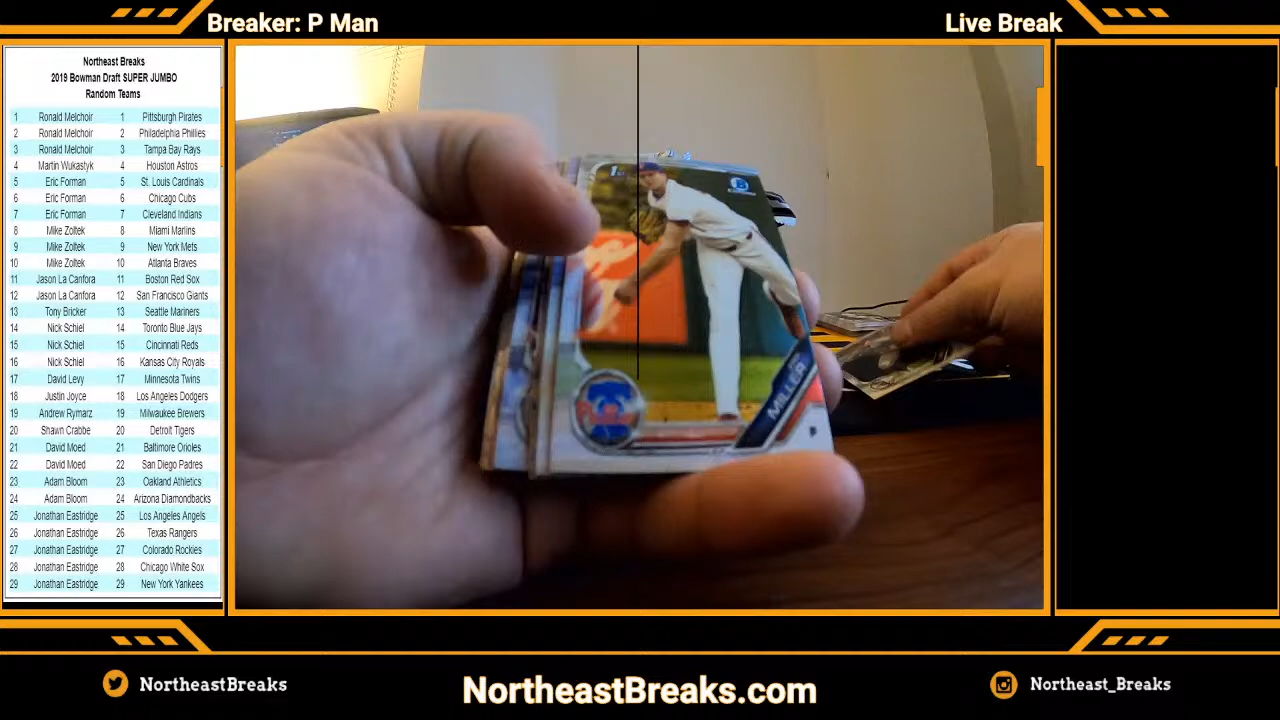 Breaker: P Man
Live Break
Northeast Breaks
2019 Bowman Draft SUPER JUMBO
Random Teams
1 Ronald Melchoir 1 Pittsburgh Pirates
2 Ronald Melchoir 2 Philadelphia Phillies
3 Ronald Melchoir 3 Tampa Bay Rays
4 Martin Wukastyk 4 Houston Astros
5 Eric Forman 5 St. Louis Cardinals
6 Eric Forman 6 Chicago Cubs
7 Eric Forman 7 Cleveland Indians
8 Mike Zoltek 8 Miami Marlins
9 Mike Zoltek 9 New York Mets
10 Mike Zoltek 10 Atlanta Braves
11 Jason La Canfora 11 Boston Red Sox
12 Jason La Canfora 12 San Francisco Giants
13 Tony Bricker 13 Seattle Mariners
14 Nick Schiel 14 Toronto Blue Jays
15 Nick Schiel 15 Cincinnati Reds
16 Nick Schiel 16 Kansas City Royals
17 David Levy 17 Minnesota Twins
18 Justin Joyce 18 Los Angeles Dodgers
19 Andrew Rymarz 19 Milwaukee Brewers
20 Shawn Crabbe 20 Detroit Tigers
21 David Moed 21 Baltimore Orioles
22 David Moed 22 San Diego Padres
23 Adam Bloom 23 Oakland Athletics
24 Adam Bloom 24 Arizona Diamondbacks
25 Jonathan Eastridge 25 Los Angeles Angels
26 Jonathan Eastridge 26 Texas Rangers
27 Jonathan Eastridge 27 Colorado Rockies
28 Jonathan Eastridge 28 Chicago White Sox
29 Jonathan Eastridge 29 New York Yankees
MILLER
P
NortheastBreaks
NortheastBreaks.com
Northeast_Breaks